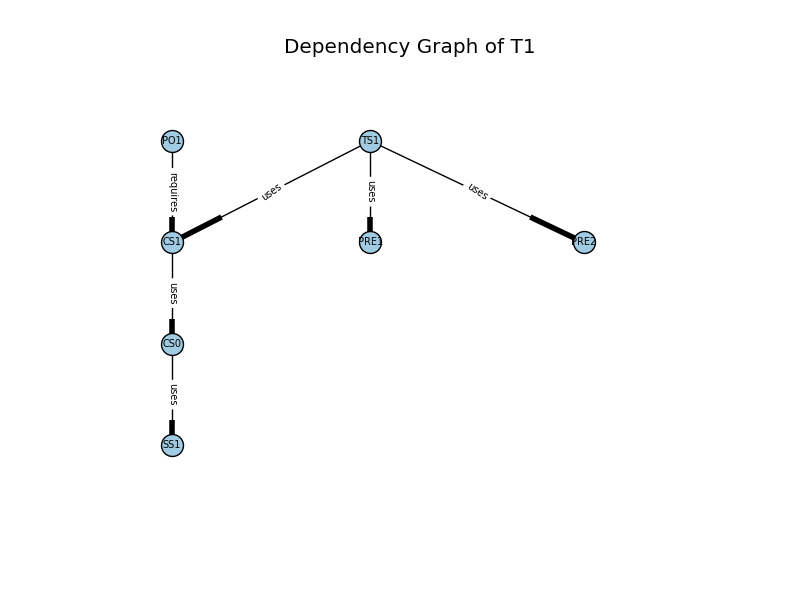 Dependency Graph of T1
PO1
TS1
requires
uses
uses
uses
CS1
PRE1
PRE2
uses
CS0
uses
SS1